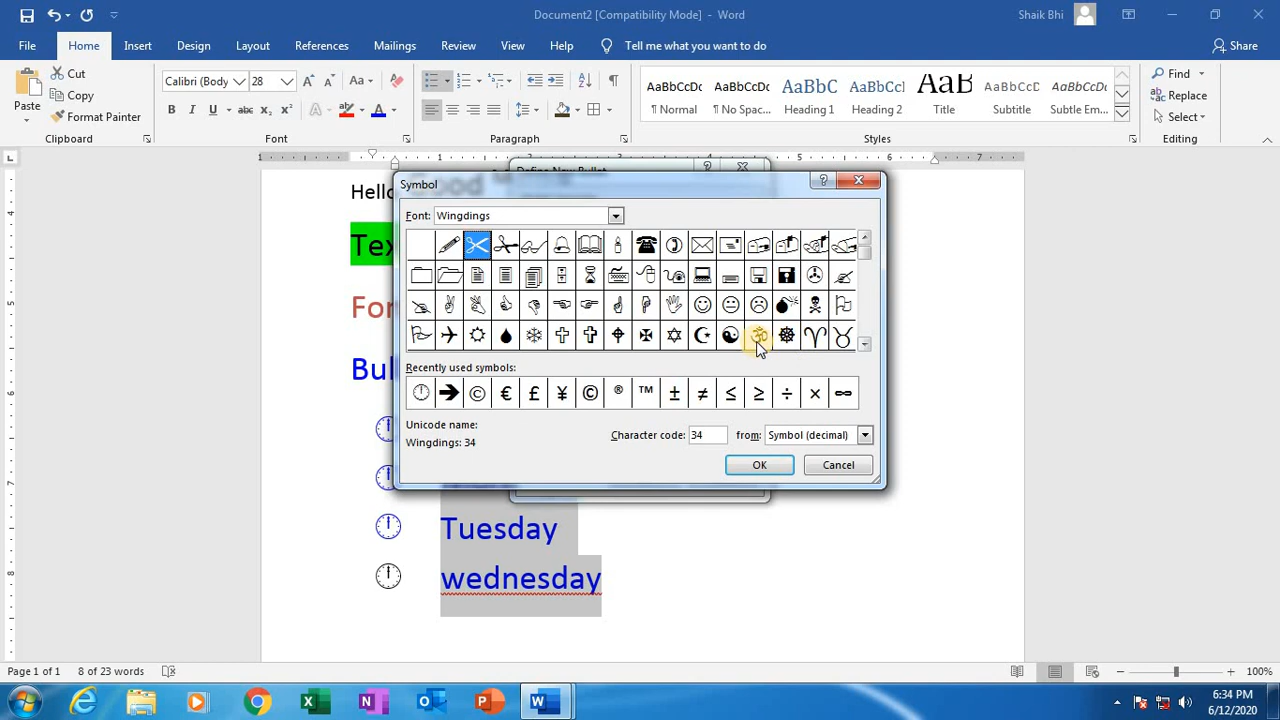 Document2 [Compatibility Mode] - Word
Shaik Bhi
File Home Insert Design Layout References Mailings Review View Help Tell me what you want to do Share
Paste
Cut
Copy
Format Painter
Calibri (Body 28
AaBbCcDc AaBbCcDc AaBbC AaBbCcI AaB AaBbCcD AaBbCcDc
¶ Normal ¶ No Spac... Heading 1 Heading 2 Title Subtitle Subtle Em...
Find
Replace
Select
Clipboard Font Paragraph Styles Editing
Define New Bullet
Symbol
Font: Wingdings
Recently used symbols:
© € £ ¥ © ® ™ ± ≠ ≤ ≥ ÷ × ∞
Unicode name:
Wingdings: 34
Character code: 34 from: Symbol (decimal)
OK Cancel
Hello
Tuesday
wednesday
Page 1 of 1 8 of 23 words 100%
6:34 PM
6/12/2020